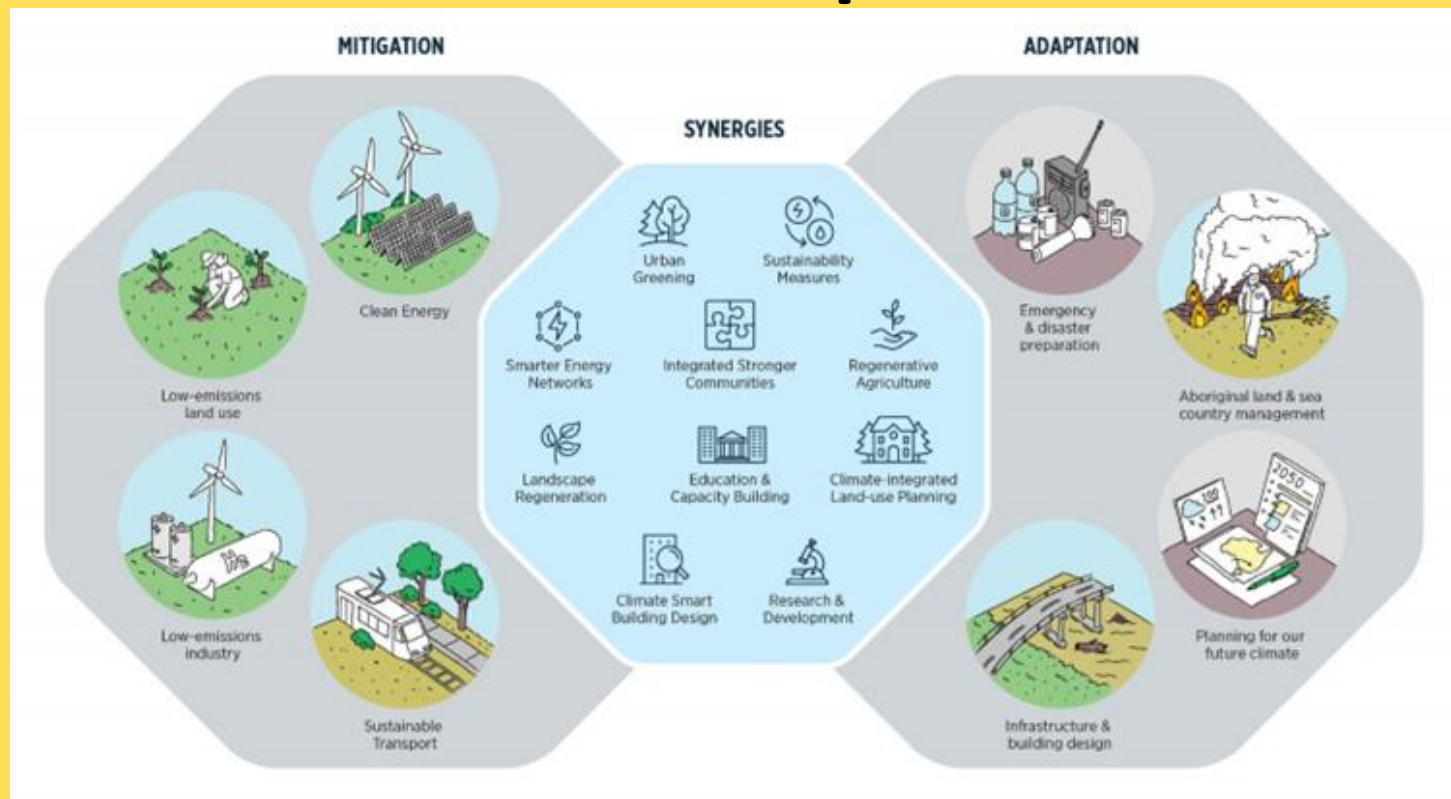 MITIGATION
SYNERGIES
ADAPTATION
Clean Energy
Low-emissions
land use
H2
Low-emissions
industry
Sustainable
Transport
Urban
Greening
Sustainability
Measures
Smarter Energy
Networks
Integrated Stronger
Communities
Regenerative
Agriculture
Landscape
Regeneration
Education &
Capacity Building
Climate-integrated
Land-use Planning
Climate Smart
Building Design
Research &
Development
Emergency
& disaster
preparation
Aboriginal land & sea
country management
2050
Planning for our
future climate
Infrastructure &
building design